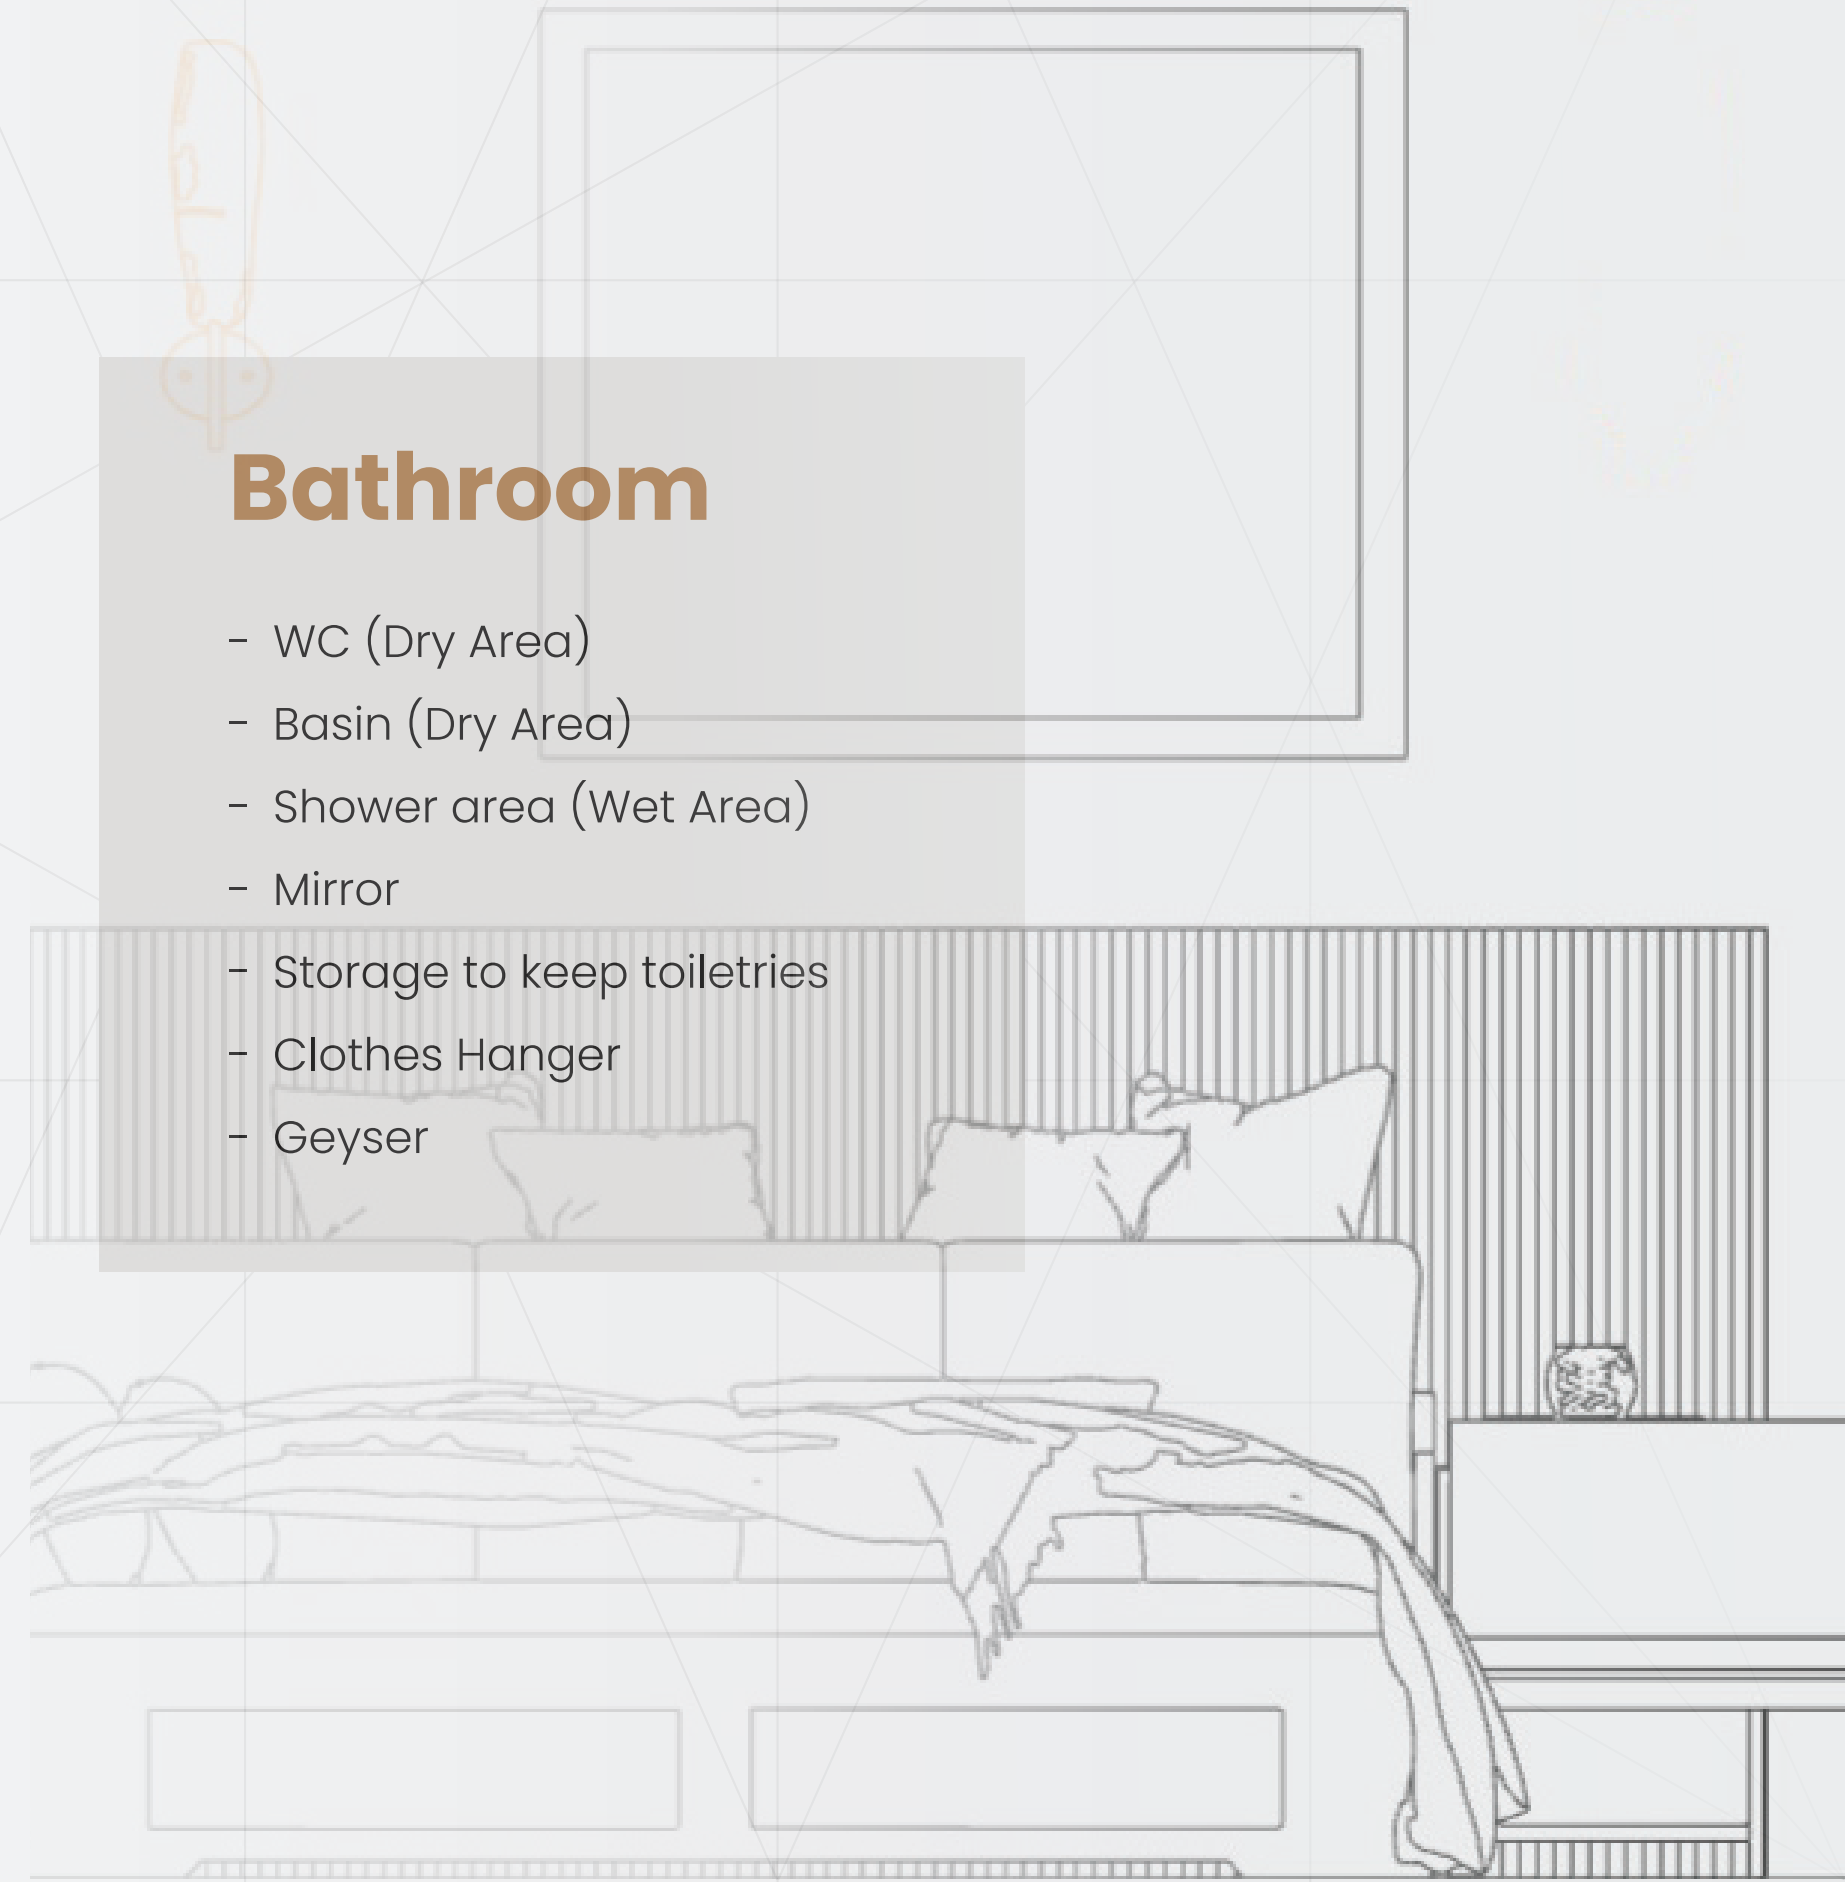 Bathroom
- WC (Dry Area)
- Basin (Dry Area)
- Shower area (Wet Area)
- Mirror
- Storage to keep toiletries
- Clothes Hanger
- Geyser